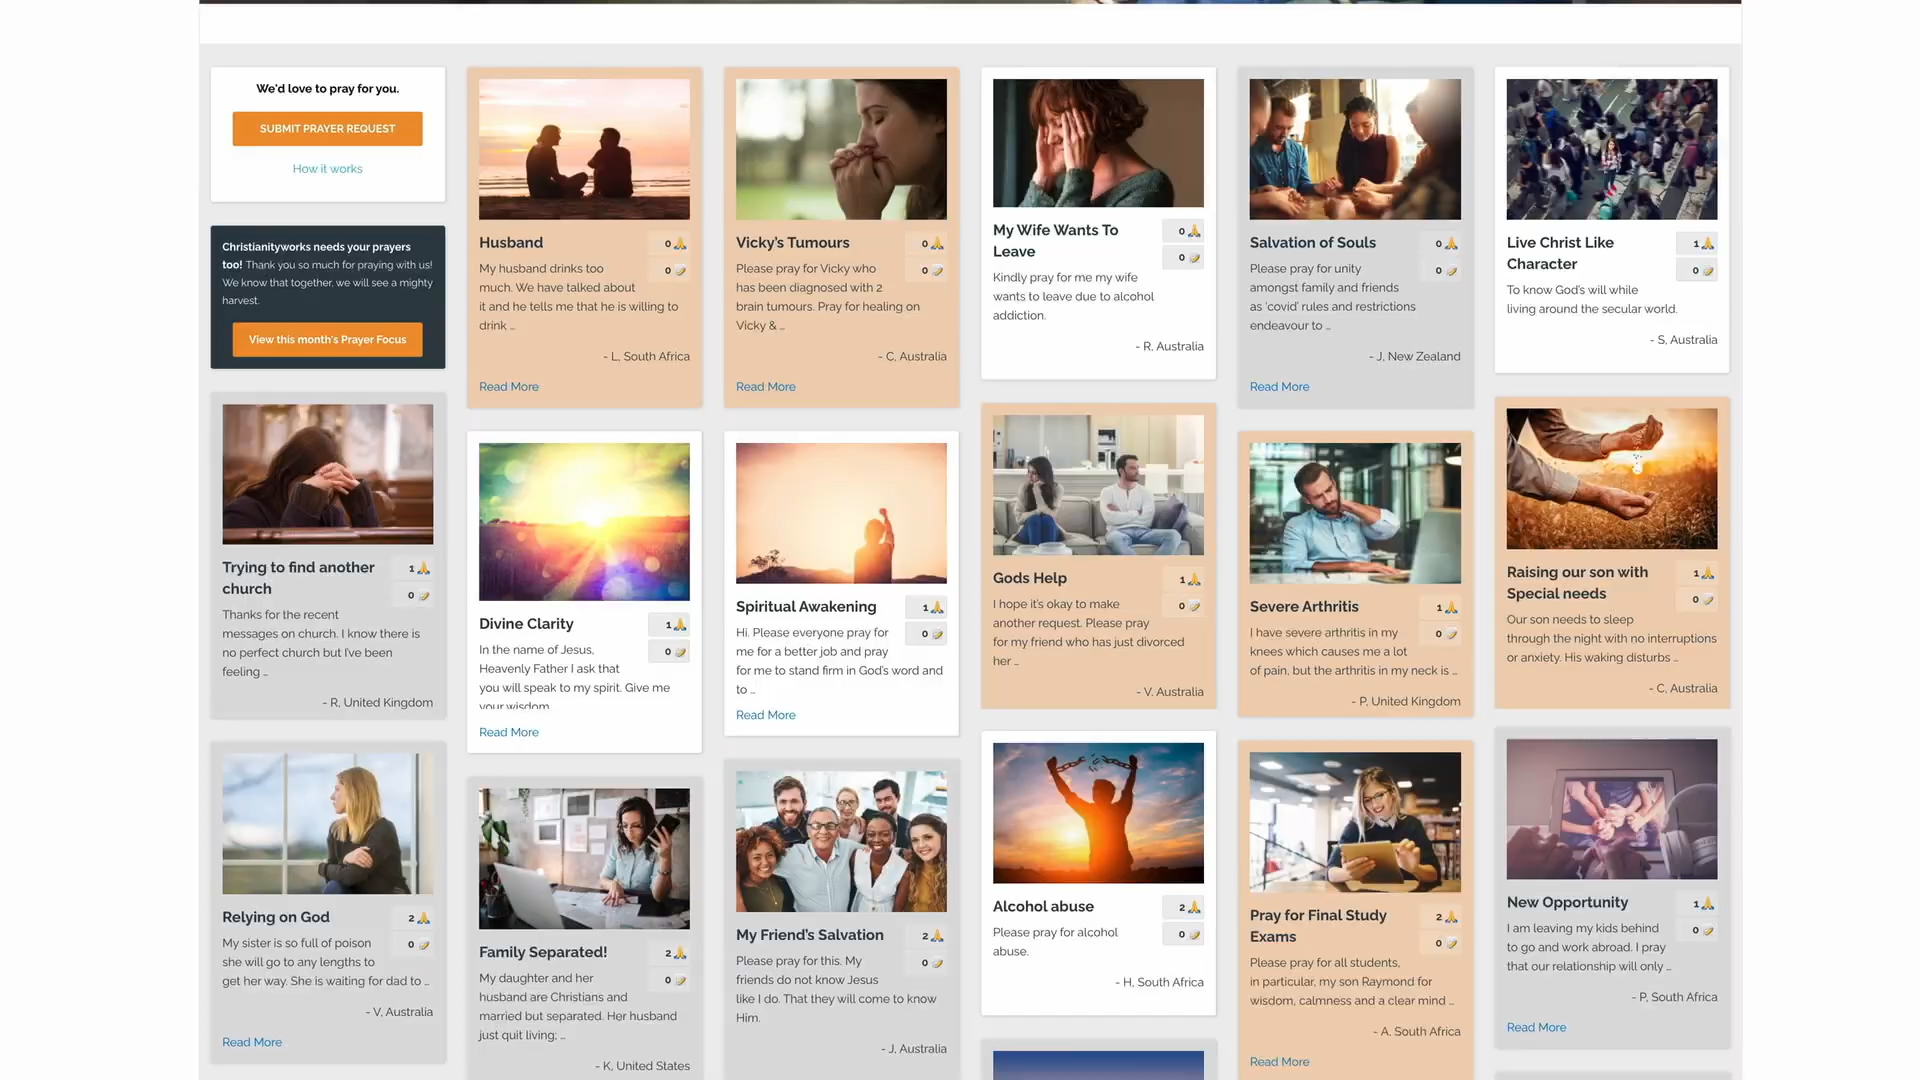 We'd love to pray for you.
SUBMIT PRAYER REQUEST
How it works
Christianityworks needs your prayers
too! Thank you so much for praying with us!
We know that together, we will see a mighty
harvest.
View this month's Prayer Focus
Trying to find another
church
1
0
Thanks for the recent
messages on church. I know there is
no perfect church but I've been
feeling ...
- R, United Kingdom
Relying on God
2
0
My sister is so full of poison
she will go to any lengths to
get her way. She is waiting for dad to ...
- V, Australia
Read More
Husband
0
0
My husband drinks too
much. We have talked about
it and he tells me that he is willing to
drink ...
- L, South Africa
Read More
Divine Clarity
1
0
In the name of Jesus,
Heavenly Father I ask that
you will speak to my spirit. Give me
your wisdom
Read More
Family Separated!
2
0
My daughter and her
husband are Christians and
married but separated. Her husband
just quit living; ...
- K, United States
Vicky's Tumours
0
0
Please pray for Vicky who
has been diagnosed with 2
brain tumours. Pray for healing on
Vicky & ...
- C, Australia
Read More
Spiritual Awakening
1
0
Hi. Please everyone pray for
me for a better job and pray
for me to stand firm in God's word and
to ...
Read More
My Friend's Salvation
2
0
Please pray for this. My
friends do not know Jesus
like I do. That they will come to know
Him.
- J, Australia
My Wife Wants To
Leave
0
0
Kindly pray for me my wife
wants to leave due to alcohol
addiction.
- R, Australia
Gods Help
1
0
I hope it's okay to make
another request. Please pray
for my friend who has just divorced
her ...
- V, Australia
Alcohol abuse
2
0
Please pray for alcohol
abuse.
- H, South Africa
Salvation of Souls
0
0
Please pray for unity
amongst family and friends
as 'covid' rules and restrictions
endeavour to ...
- J, New Zealand
Read More
Severe Arthritis
1
0
I have severe arthritis in my
knees which causes me a lot
of pain, but the arthritis in my neck is ...
- P, United Kingdom
Pray for Final Study
Exams
2
0
Please pray for all students,
in particular, my son Raymond for
wisdom, calmness and a clear mind ...
- A, South Africa
Read More
Live Christ Like
Character
1
0
To know God's will while
living around the secular world.
- S, Australia
Raising our son with
Special needs
1
0
Our son needs to sleep
through the night with no interruptions
or anxiety. His waking disturbs ...
- C, Australia
New Opportunity
1
0
I am leaving my kids behind
to go and work abroad. I pray
that our relationship will only ...
- P, South Africa
Read More